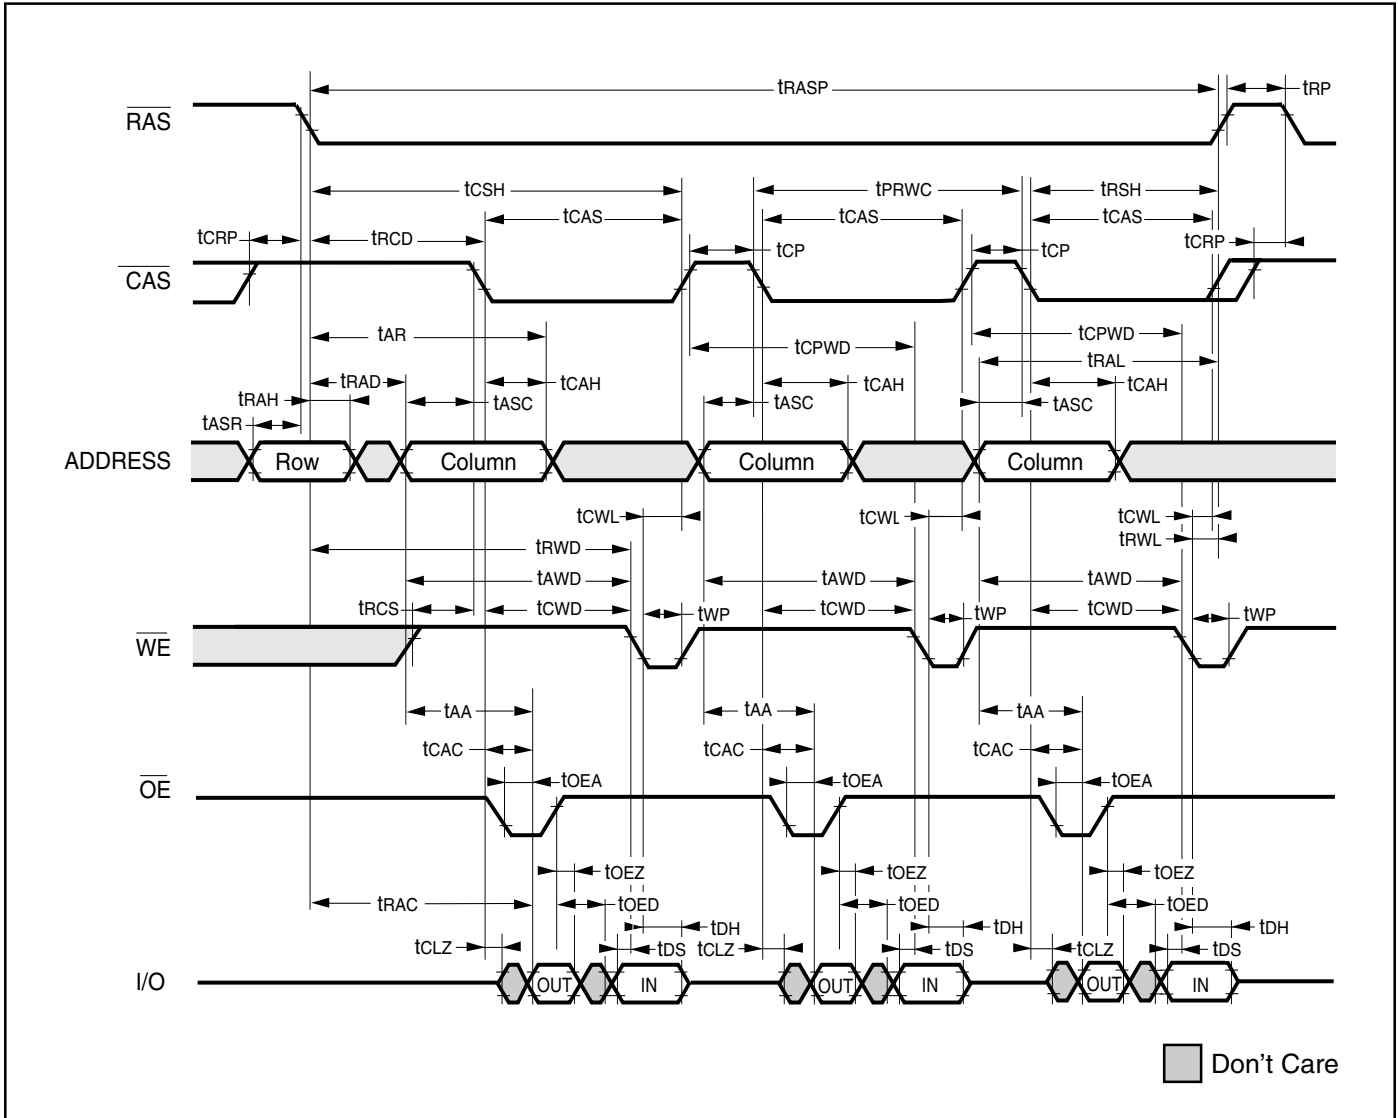 tRASP
tRP
RAS
tCSH
tPRWC
tRSH
tCAS
tCAS
tCAS
tCRP
tRCD
tCP
tCP
tCRP
CAS
tAR
tCPWD
tCPWD
tRAL
tRAD
tCAH
tCAH
tCAH
tRAH
tASC
tASC
tASC
tASR
ADDRESS
Row
Column
Column
Column
tCWL
tCWL
tCWL
tRWL
tRWD
tAWD
tAWD
tAWD
tRCS
tCWD
tWP
tCWD
tWP
tCWD
tWP
WE
tAA
tAA
tAA
tCAC
tCAC
tCAC
tOEA
tOEA
tOEA
OE
tOEZ
tOEZ
tOEZ
tRAC
tOED
tOED
tOED
tDH
tDH
tDH
tCLZ
tDS
tCLZ
tDS
tCLZ
tDS
I/O
OUT
IN
OUT
IN
OUT
IN
Don't Care